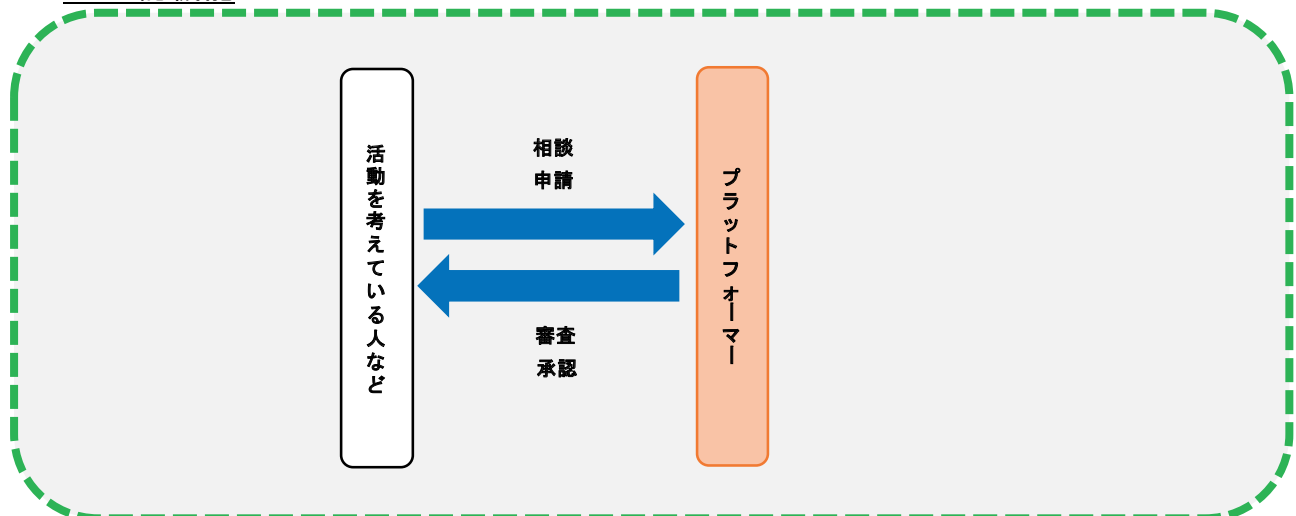 活動を考えている人など
相談
申請
審査
承認
プラットフォーマー